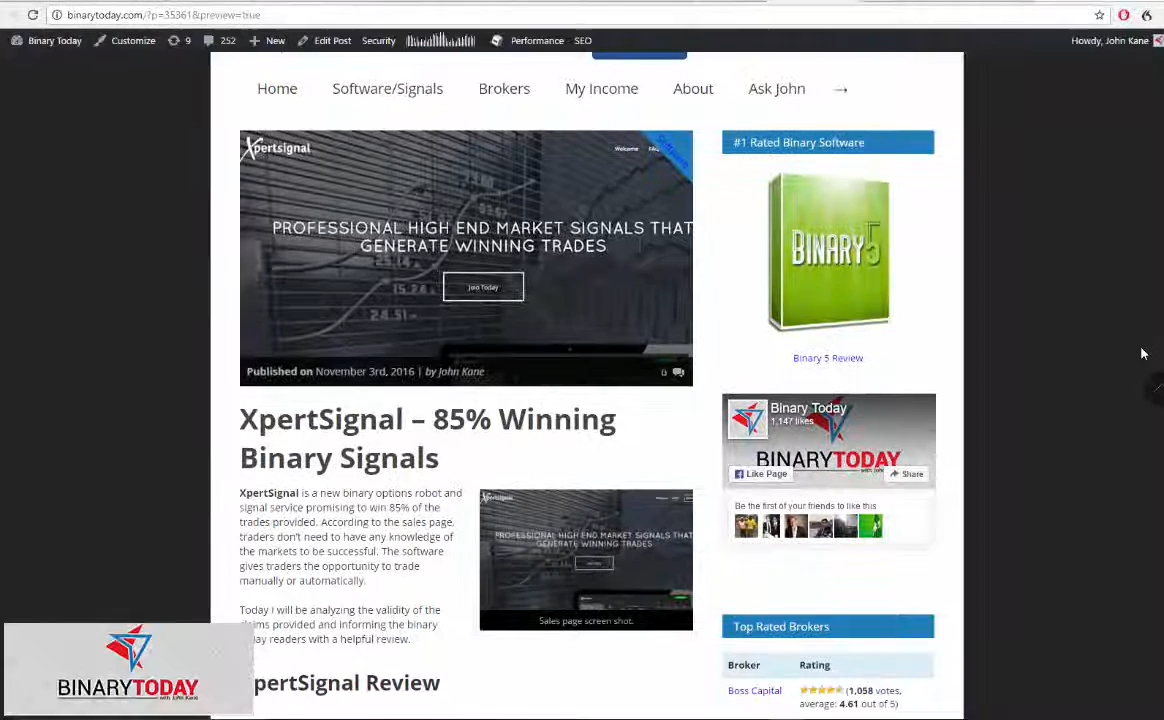 binarytoday.com/?p=35361&preview=true
Binary Today Customize 9 252 New Edit Post Security Performance SEO Howdy, John Kane
Home Software/Signals Brokers My Income About Ask John →
Xpertsignal
Welcome
Software
PROFESSIONAL HIGH END MARKET SIGNALS THAT
GENERATE WINNING TRADES
Join Today
Published on November 3rd, 2016 | by John Kane
0
XpertSignal – 85% Winning
Binary Signals
XpertSignal is a new binary options robot and
signal service promising to win 85% of the
trades provided. According to the sales page,
traders don't need to have any knowledge of
the markets to be successful. The software
gives traders the opportunity to trade
manually or automatically.
Today I will be analyzing the validity of the
claims provided and informing the binary
today readers with a helpful review.
Xpertsignal
PROFESSIONAL HIGH END MARKET SIGNALS THAT
GENERATE WINNING TRADES
Sales page screen shot.
XpertSignal Review
#1 Rated Binary Software
BINARY 5
Binary 5 Review
Binary Today
1,147 likes
BINARYTODAY
Like Page
Share
Be the first of your friends to like this
Top Rated Brokers
Broker Rating
Boss Capital (1,058 votes,
average: 4.61 out of 5)
BINARYTODAY
with John Kane